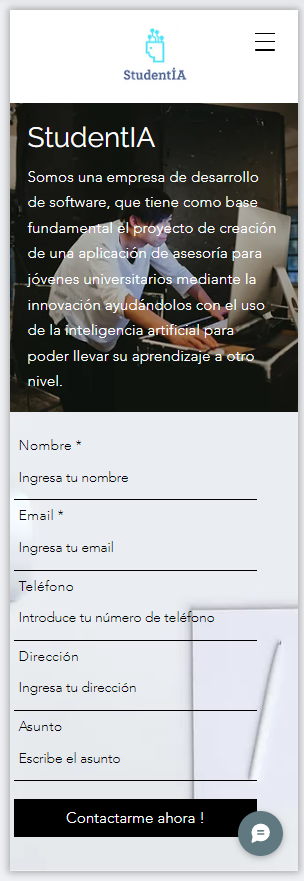 StudentIA
StudentIA
Somos una empresa de desarrollo
de software, que tiene como base
fundamental el proyecto de creación
de una aplicación de asesoría para
jóvenes universitarios mediante la
innovación ayudándolos con el uso
de la inteligencia artificial para
poder llevar su aprendizaje a otro
nivel.
Nombre *
Ingresa tu nombre
Email *
Ingresa tu email
Teléfono
Introduce tu número de teléfono
Dirección
Ingresa tu dirección
Asunto
Escribe el asunto
Contactarme ahora !